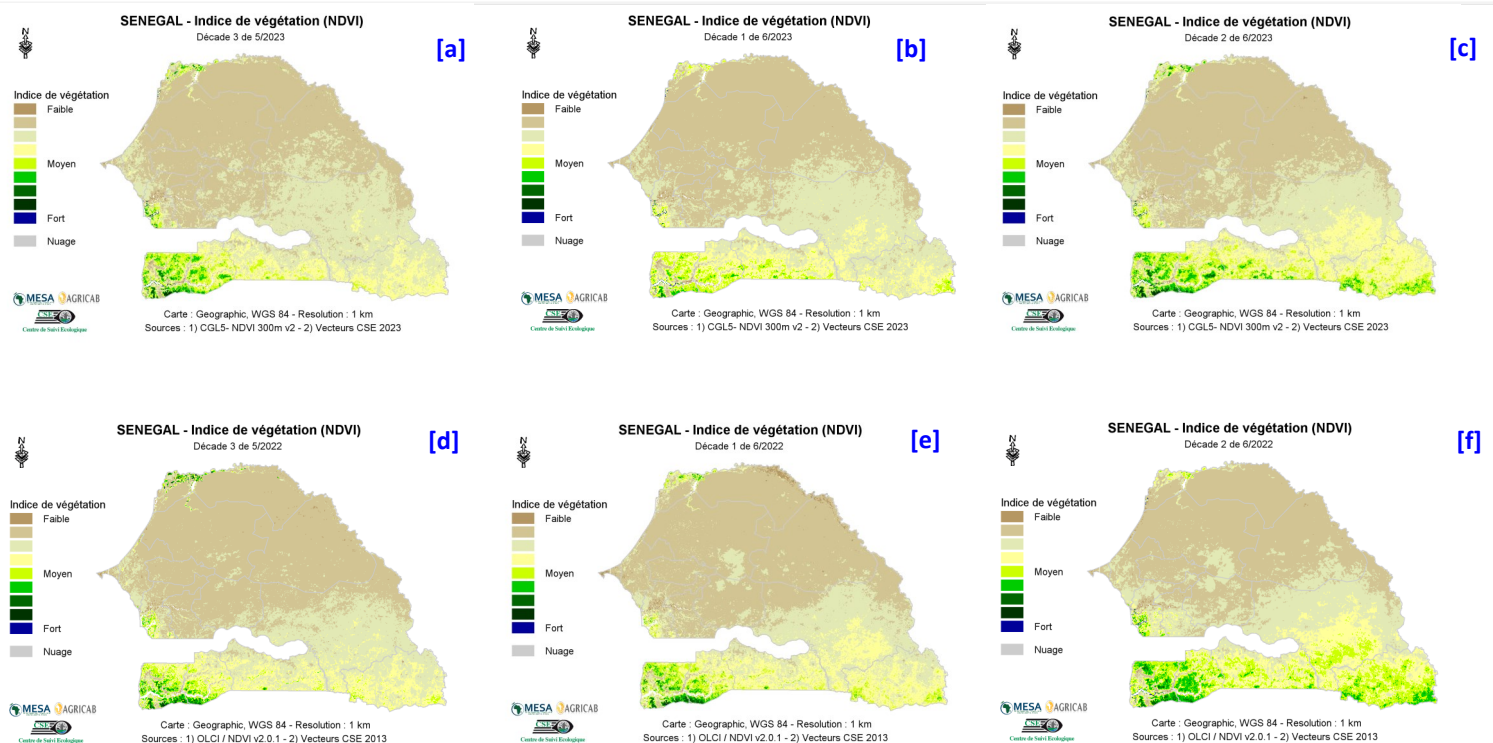 SENEGAL - Indice de végétation (NDVI)
Décade 3 de 5/2023
[a]
N
Indice de végétation
Faible
Moyen
Fort
Nuage
MESA AGRICAB
CSE
Centre de Suivi Ecologique
Carte : Geographic, WGS 84 - Resolution : 1 km
Sources : 1) CGL5- NDVI 300m v2 - 2) Vecteurs CSE 2023
SENEGAL - Indice de végétation (NDVI)
Décade 1 de 6/2023
[b]
N
Indice de végétation
Faible
Moyen
Fort
Nuage
MESA AGRICAB
CSE
Centre de Suivi Ecologique
Carte : Geographic, WGS 84 - Resolution : 1 km
Sources : 1) CGL5- NDVI 300m v2 - 2) Vecteurs CSE 2023
SENEGAL - Indice de végétation (NDVI)
Décade 2 de 6/2023
[c]
N
Indice de végétation
Faible
Moyen
Fort
Nuage
MESA AGRICAB
CSE
Centre de Suivi Ecologique
Carte : Geographic, WGS 84 - Resolution : 1 km
Sources : 1) CGL5- NDVI 300m v2 - 2) Vecteurs CSE 2023
SENEGAL - Indice de végétation (NDVI)
Décade 3 de 5/2022
[d]
N
Indice de végétation
Faible
Moyen
Fort
Nuage
MESA AGRICAB
CSE
Centre de Suivi Ecologique
Carte : Geographic, WGS 84 - Resolution : 1 km
Sources : 1) OLCI / NDVI v2.0.1 - 2) Vecteurs CSE 2013
SENEGAL - Indice de végétation (NDVI)
Décade 1 de 6/2022
[e]
N
Indice de végétation
Faible
Moyen
Fort
Nuage
MESA AGRICAB
CSE
Centre de Suivi Ecologique
Carte : Geographic, WGS 84 - Resolution : 1 km
Sources : 1) OLCI / NDVI v2.0.1 - 2) Vecteurs CSE 2013
SENEGAL - Indice de végétation (NDVI)
Décade 2 de 6/2022
[f]
N
Indice de végétation
Faible
Moyen
Fort
Nuage
MESA AGRICAB
CSE
Centre de Suivi Ecologique
Carte : Geographic, WGS 84 - Resolution : 1 km
Sources : 1) OLCI / NDVI v2.0.1 - 2) Vecteurs CSE 2013